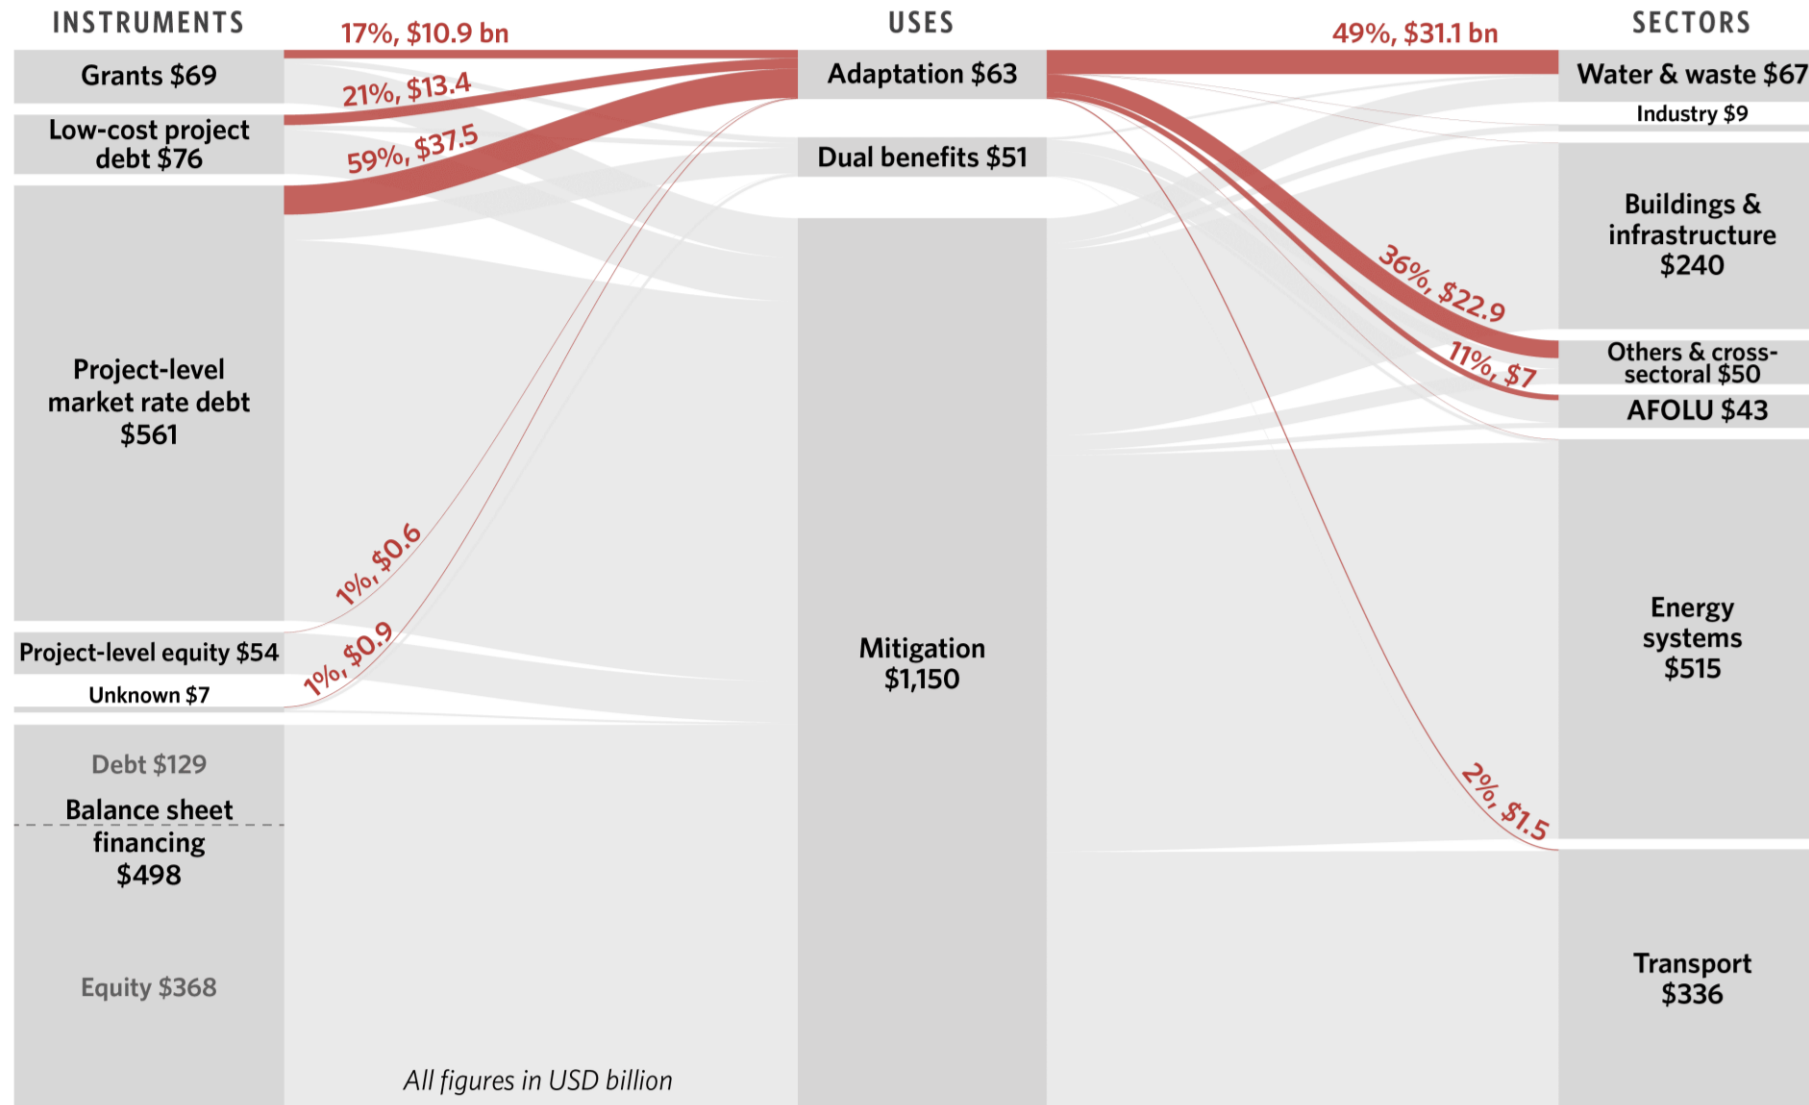 INSTRUMENTS
Grants $69
Low-cost project
debt $76
Project-level
market rate debt
$561
Project-level equity $54
Unknown $7
Debt $129
Balance sheet
financing
$498
Equity $368
17%, $10.9 bn
21%, $13.4
59%, $37.5
1%, $0.6
1%, $0.9
All figures in USD billion
USES
Adaptation $63
Dual benefits $51
Mitigation
$1,150
49%, $31.1 bn
36%, $22.9
11%, $7
2%, $1.5
SECTORS
Water & waste $67
Industry $9
Buildings &
infrastructure
$240
Others & cross-
sectoral $50
AFOLU $43
Energy
systems
$515
Transport
$336